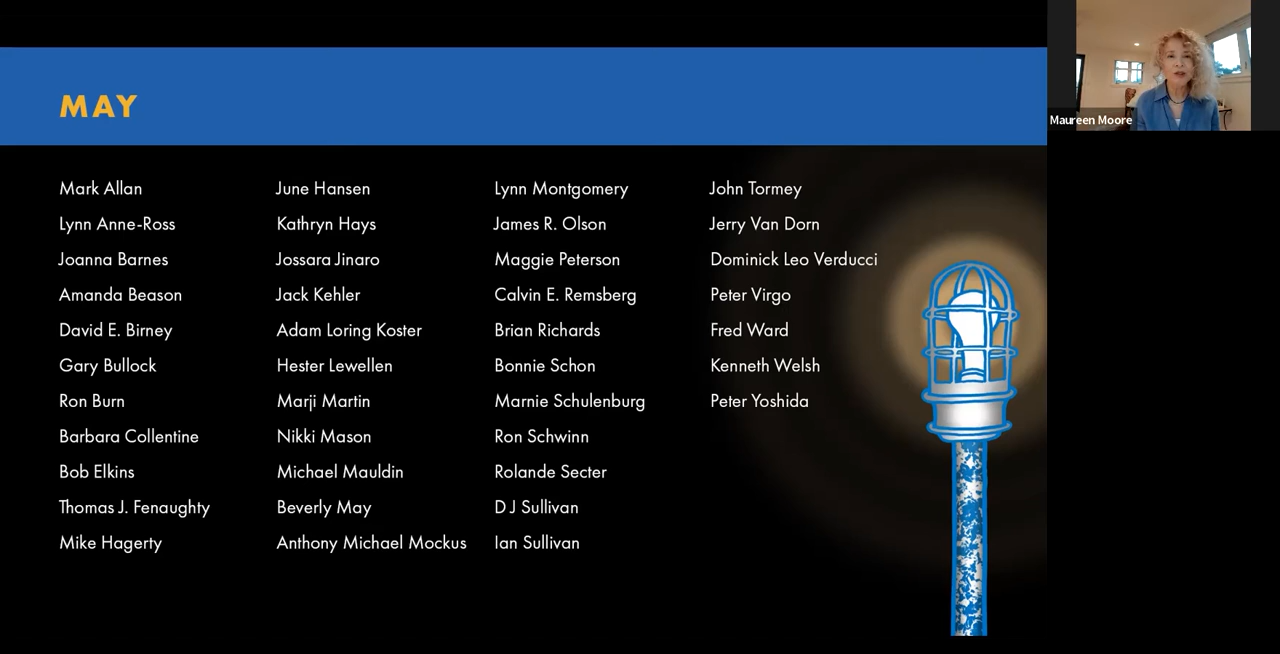 MAY
Mark Allan
Lynn Anne-Ross
Joanna Barnes
Amanda Beason
David E. Birney
Gary Bullock
Ron Burn
Barbara Collentine
Bob Elkins
Thomas J. Fenaughty
Mike Hagerty
June Hansen
Kathryn Hays
Jossara Jinaro
Jack Kehler
Adam Loring Koster
Hester Lewellen
Marji Martin
Nikki Mason
Michael Mauldin
Beverly May
Anthony Michael Mockus
Lynn Montgomery
James R. Olson
Maggie Peterson
Calvin E. Remsberg
Brian Richards
Bonnie Schon
Marnie Schulenburg
Ron Schwinn
Rolande Secter
D J Sullivan
Ian Sullivan
John Tormey
Jerry Van Dorn
Dominick Leo Verducci
Peter Virgo
Fred Ward
Kenneth Welsh
Peter Yoshida
Maureen Moore